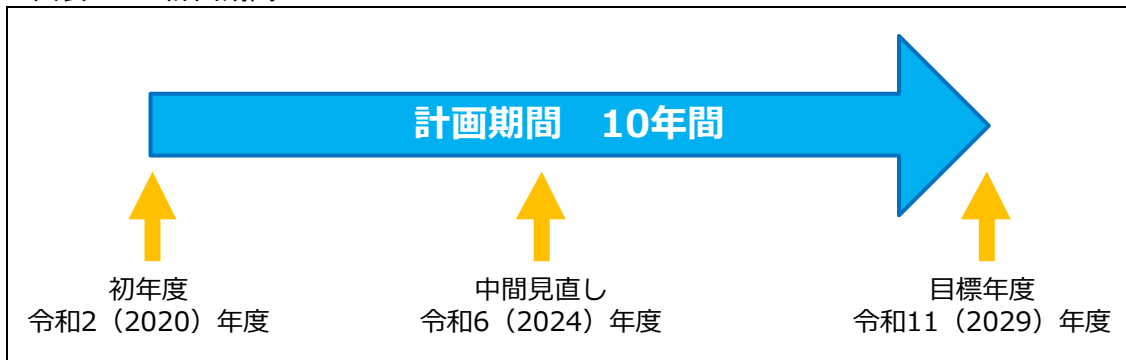 計画期間　10年間
初年度
令和2（2020）年度
中間見直し
令和6（2024）年度
目標年度
令和11（2029）年度